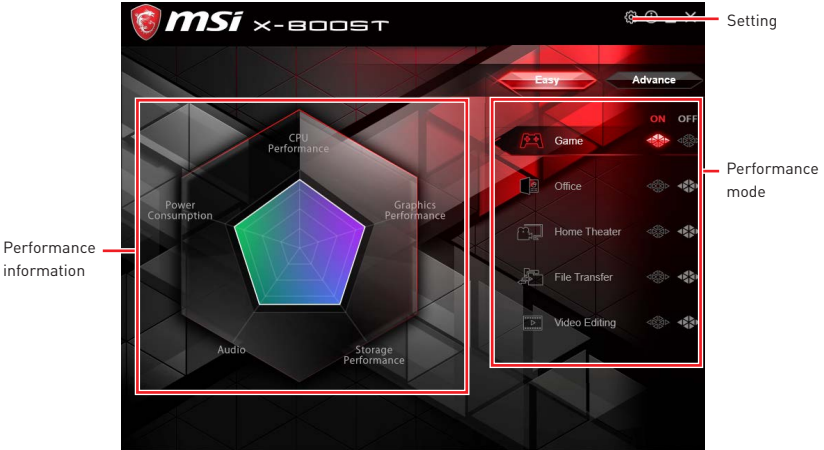 msi X-BOOST
Setting
Easy
Advance
ON OFF
Game
Office
Home Theater
File Transfer
Video Editing
CPU
Performance
Graphics
Performance
Storage
Performance
Audio
Power
Consumption
Performance
information
Performance
mode